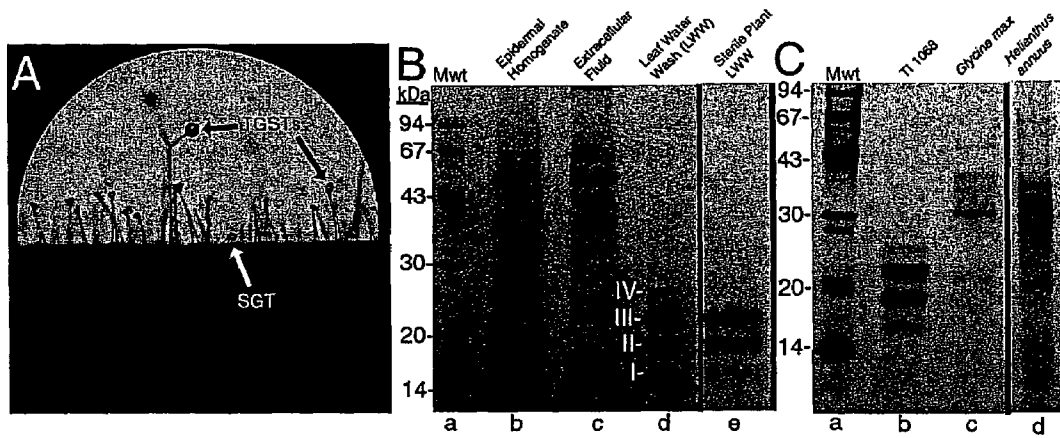 A
TGST
SGT
B
Mwt
Epidermal
Homogenate
Extracellular
Fluid
Leaf Water
Wash (LWW)
Sterile Plant
LWW
kDa
94-
67-
43-
30-
20-
14-
IV-
III-
II-
I-
a b c d e
C
Mwt
TI 1068
Glycine max
Helianthus
annuus
94-
67-
43-
30-
20-
14-
a b c d